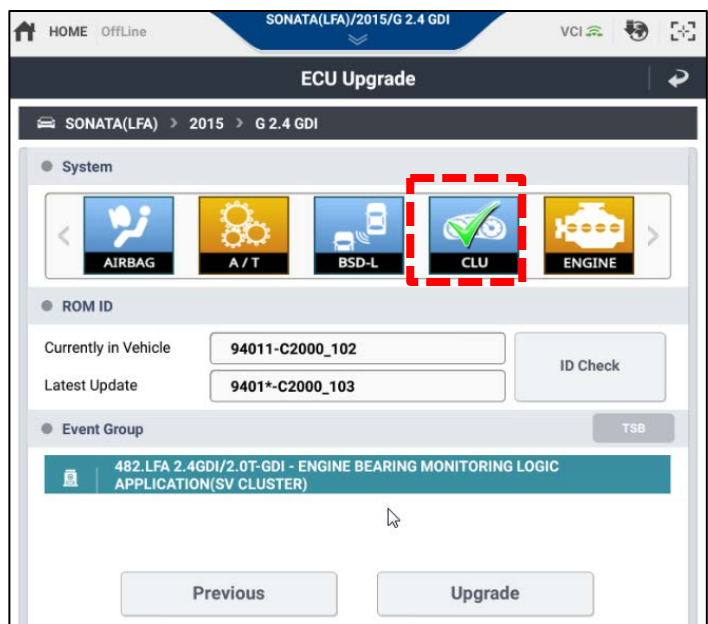 HOME OffLine
SONATA(LFA)/2015/G 2.4 GDI
VCI
ECU Upgrade
SONATA(LFA) > 2015 > G 2.4 GDI
System
< AIRBAG A/T BSD-L CLU ENGINE >
ROM ID
Currently in Vehicle 94011-C2000_102
ID Check
Latest Update 9401*-C2000_103
Event Group TSB
482.LFA 2.4GDI/2.0T-GDI - ENGINE BEARING MONITORING LOGIC
APPLICATION(SV CLUSTER)
Previous Upgrade